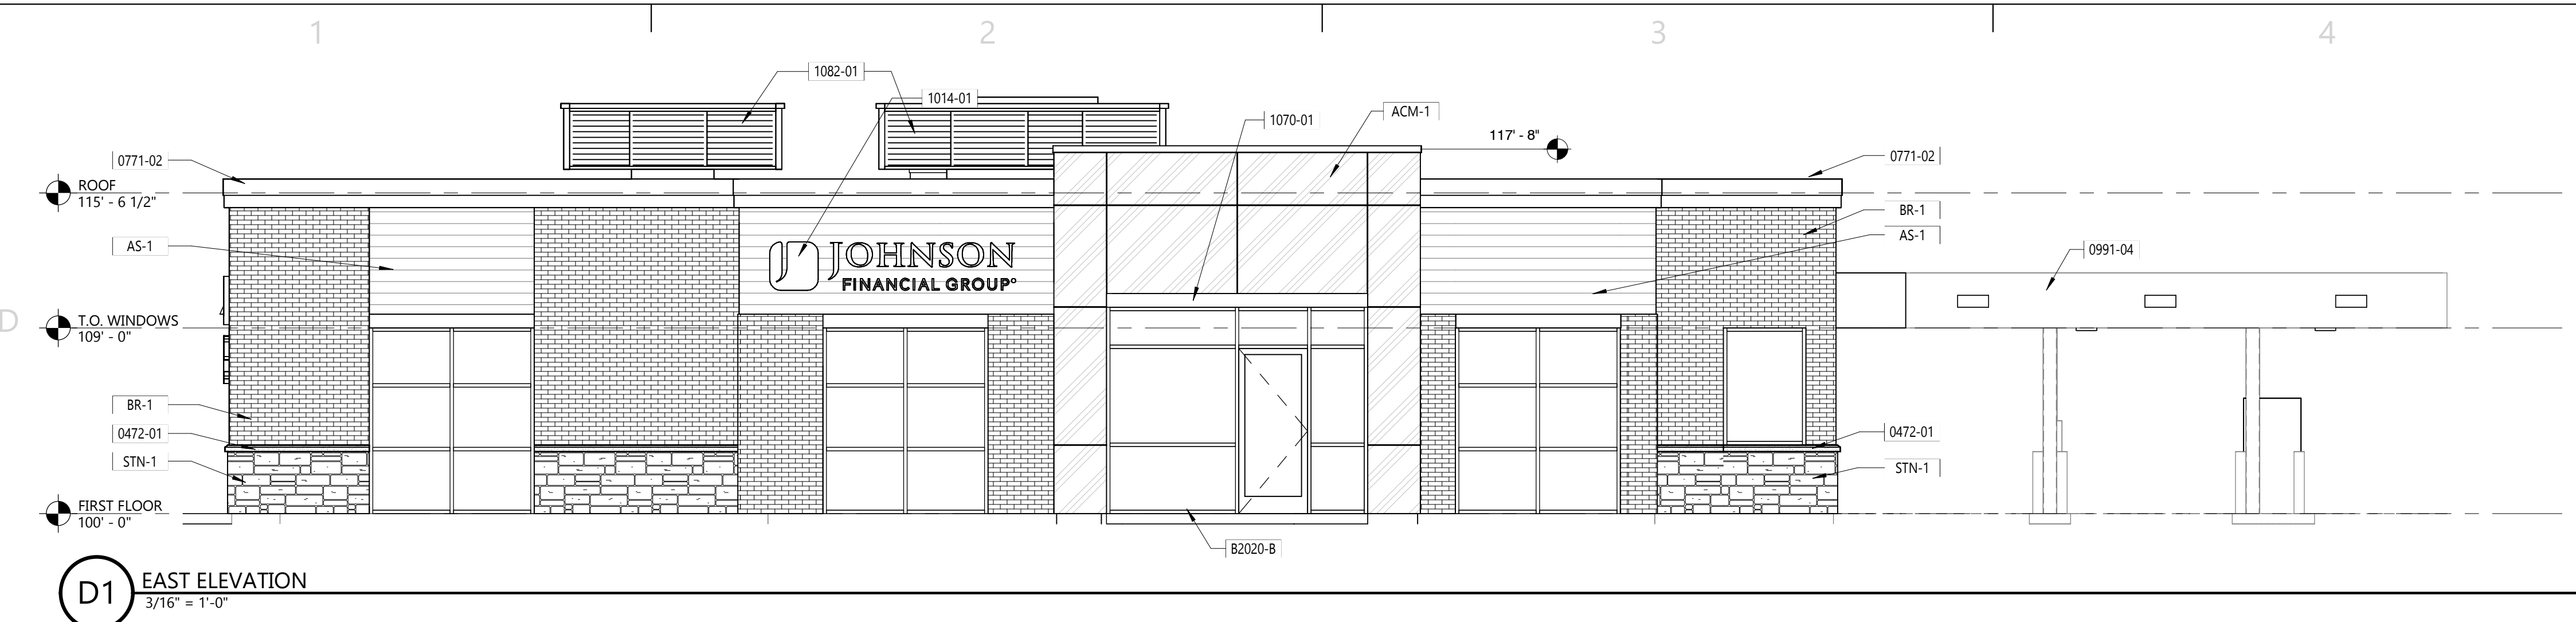 1 2 3 4
1082-01
1014-01
1070-01
ACM-1
117' - 8"
0771-02
0771-02
ROOF
115' - 6 1/2"
BR-1
AS-1
AS-1
0991-04
JOHNSON
FINANCIAL GROUP
D
T.O. WINDOWS
109' - 0"
BR-1
0472-01
0472-01
STN-1
STN-1
FIRST FLOOR
100' - 0"
B2020-B
D1
EAST ELEVATION
3/16" = 1'-0"